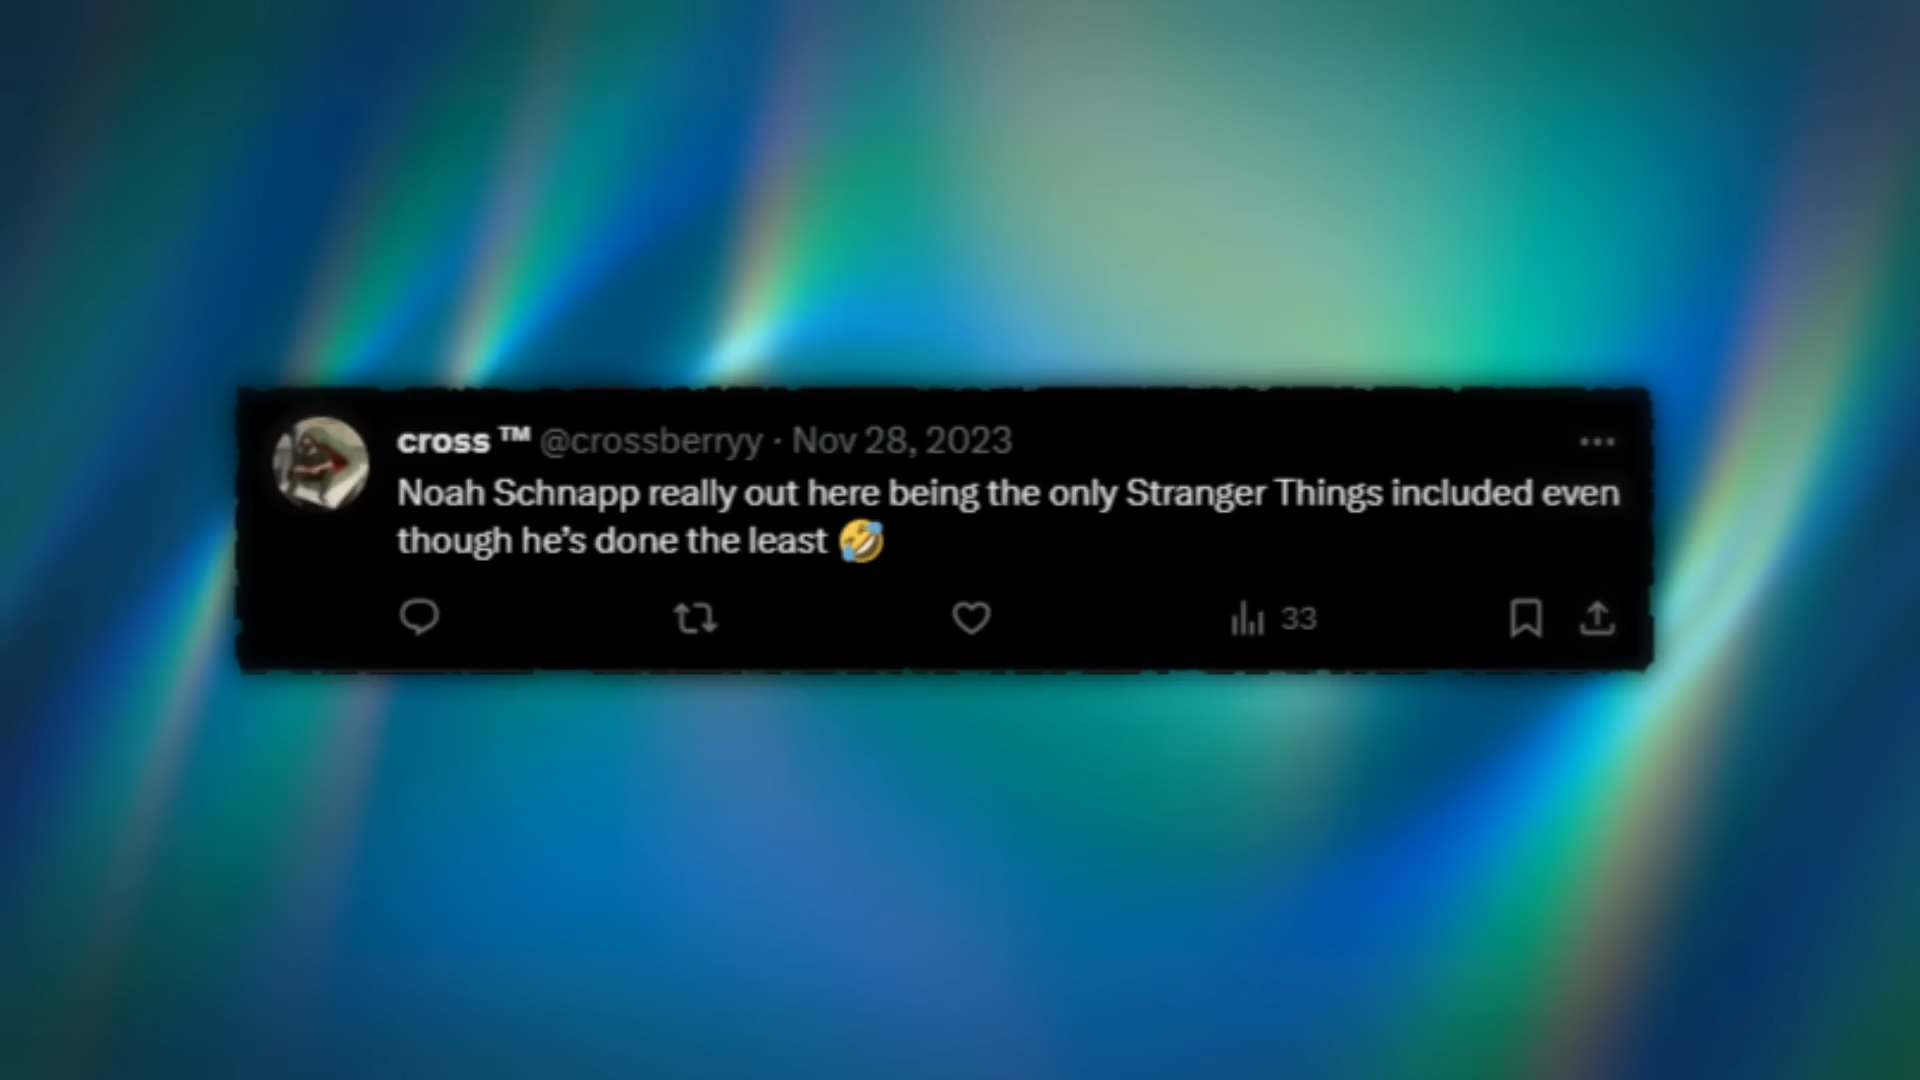 cross ™ @crossberryy · Nov 28, 2023
Noah Schnapp really out here being the only Stranger Things included even
though he’s done the least 🤣
33